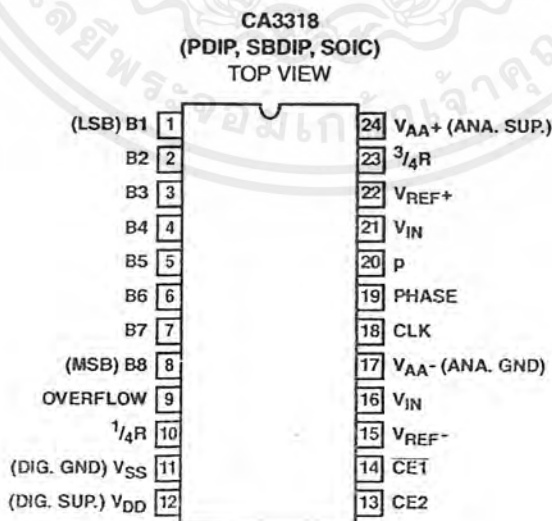 CA3318
(PDIP, SBDIP, SOIC)
TOP VIEW
(LSB) B1 1
B2 2
B3 3
B4 4
B5 5
B6 6
B7 7
(MSB) B8 8
OVERFLOW 9
1/4R 10
(DIG. GND) VSS 11
(DIG. SUP.) VDD 12
24 VAA+ (ANA. SUP.)
23 3/4R
22 VREF+
21 VIN
20 p
19 PHASE
18 CLK
17 VAA- (ANA. GND)
16 VIN
15 VREF-
14 C̅E̅1̅
13 CE2